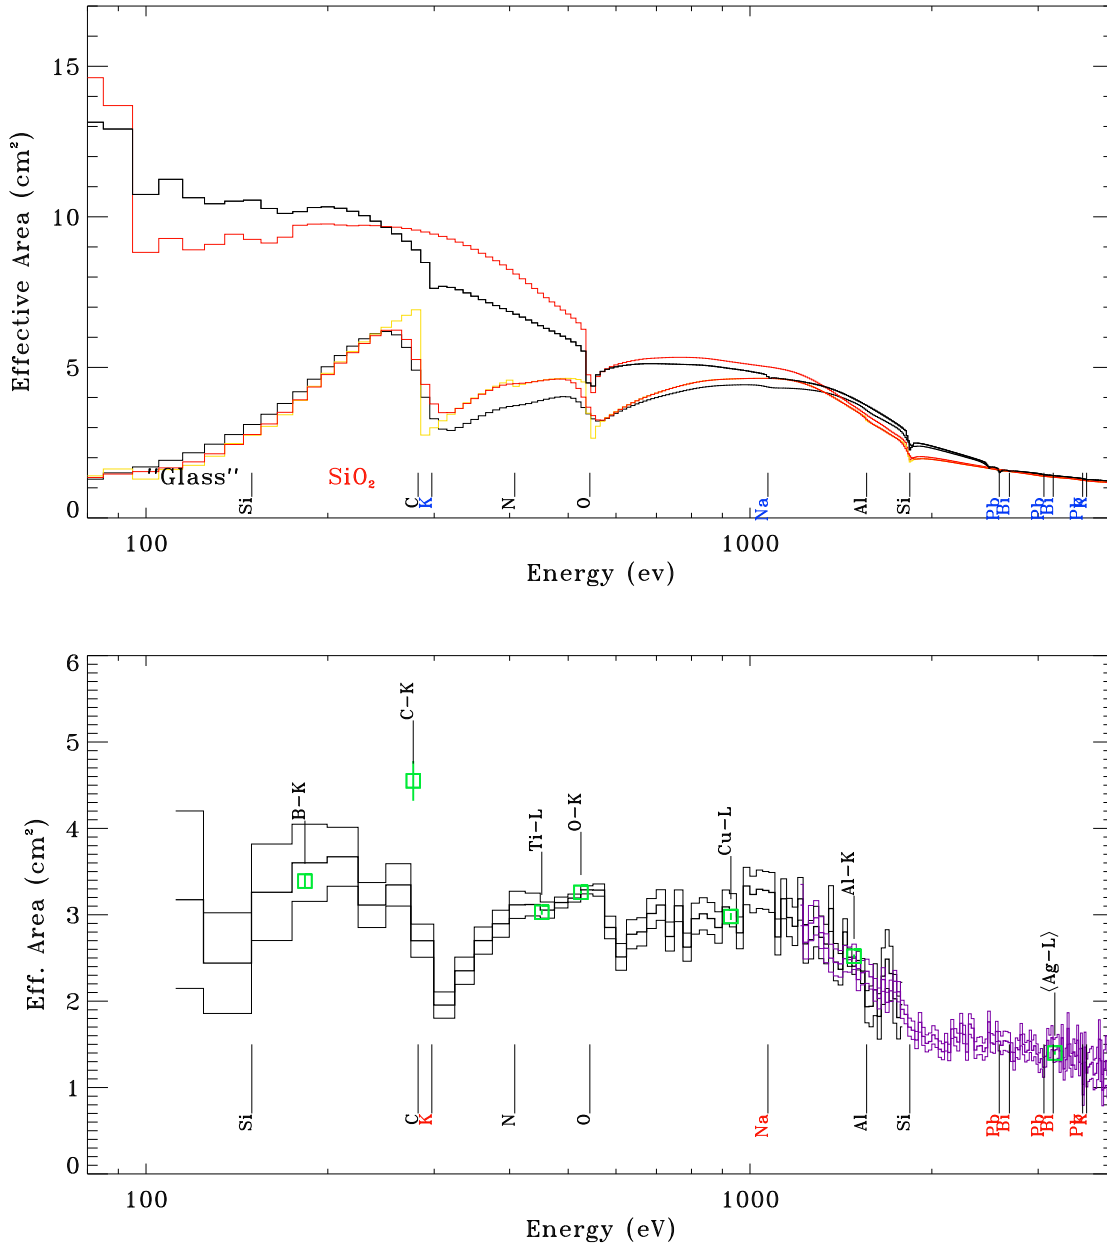 15
10
5
0
Effective Area (cm²)
"Glass"
SiO₂
Si
C
K
N
O
Na
Al
Si
Pb
Bi
Pb
Bi
100
1000
Energy (ev)
6
5
4
3
2
1
0
Eff. Area (cm²)
B-K
C-K
Ti-L
O-K
Cu-L
Al-K
⟨Ag-L⟩
Si
C
K
N
O
Na
Al
Si
Pb
Bi
Pb
Bi
100
1000
Energy (eV)